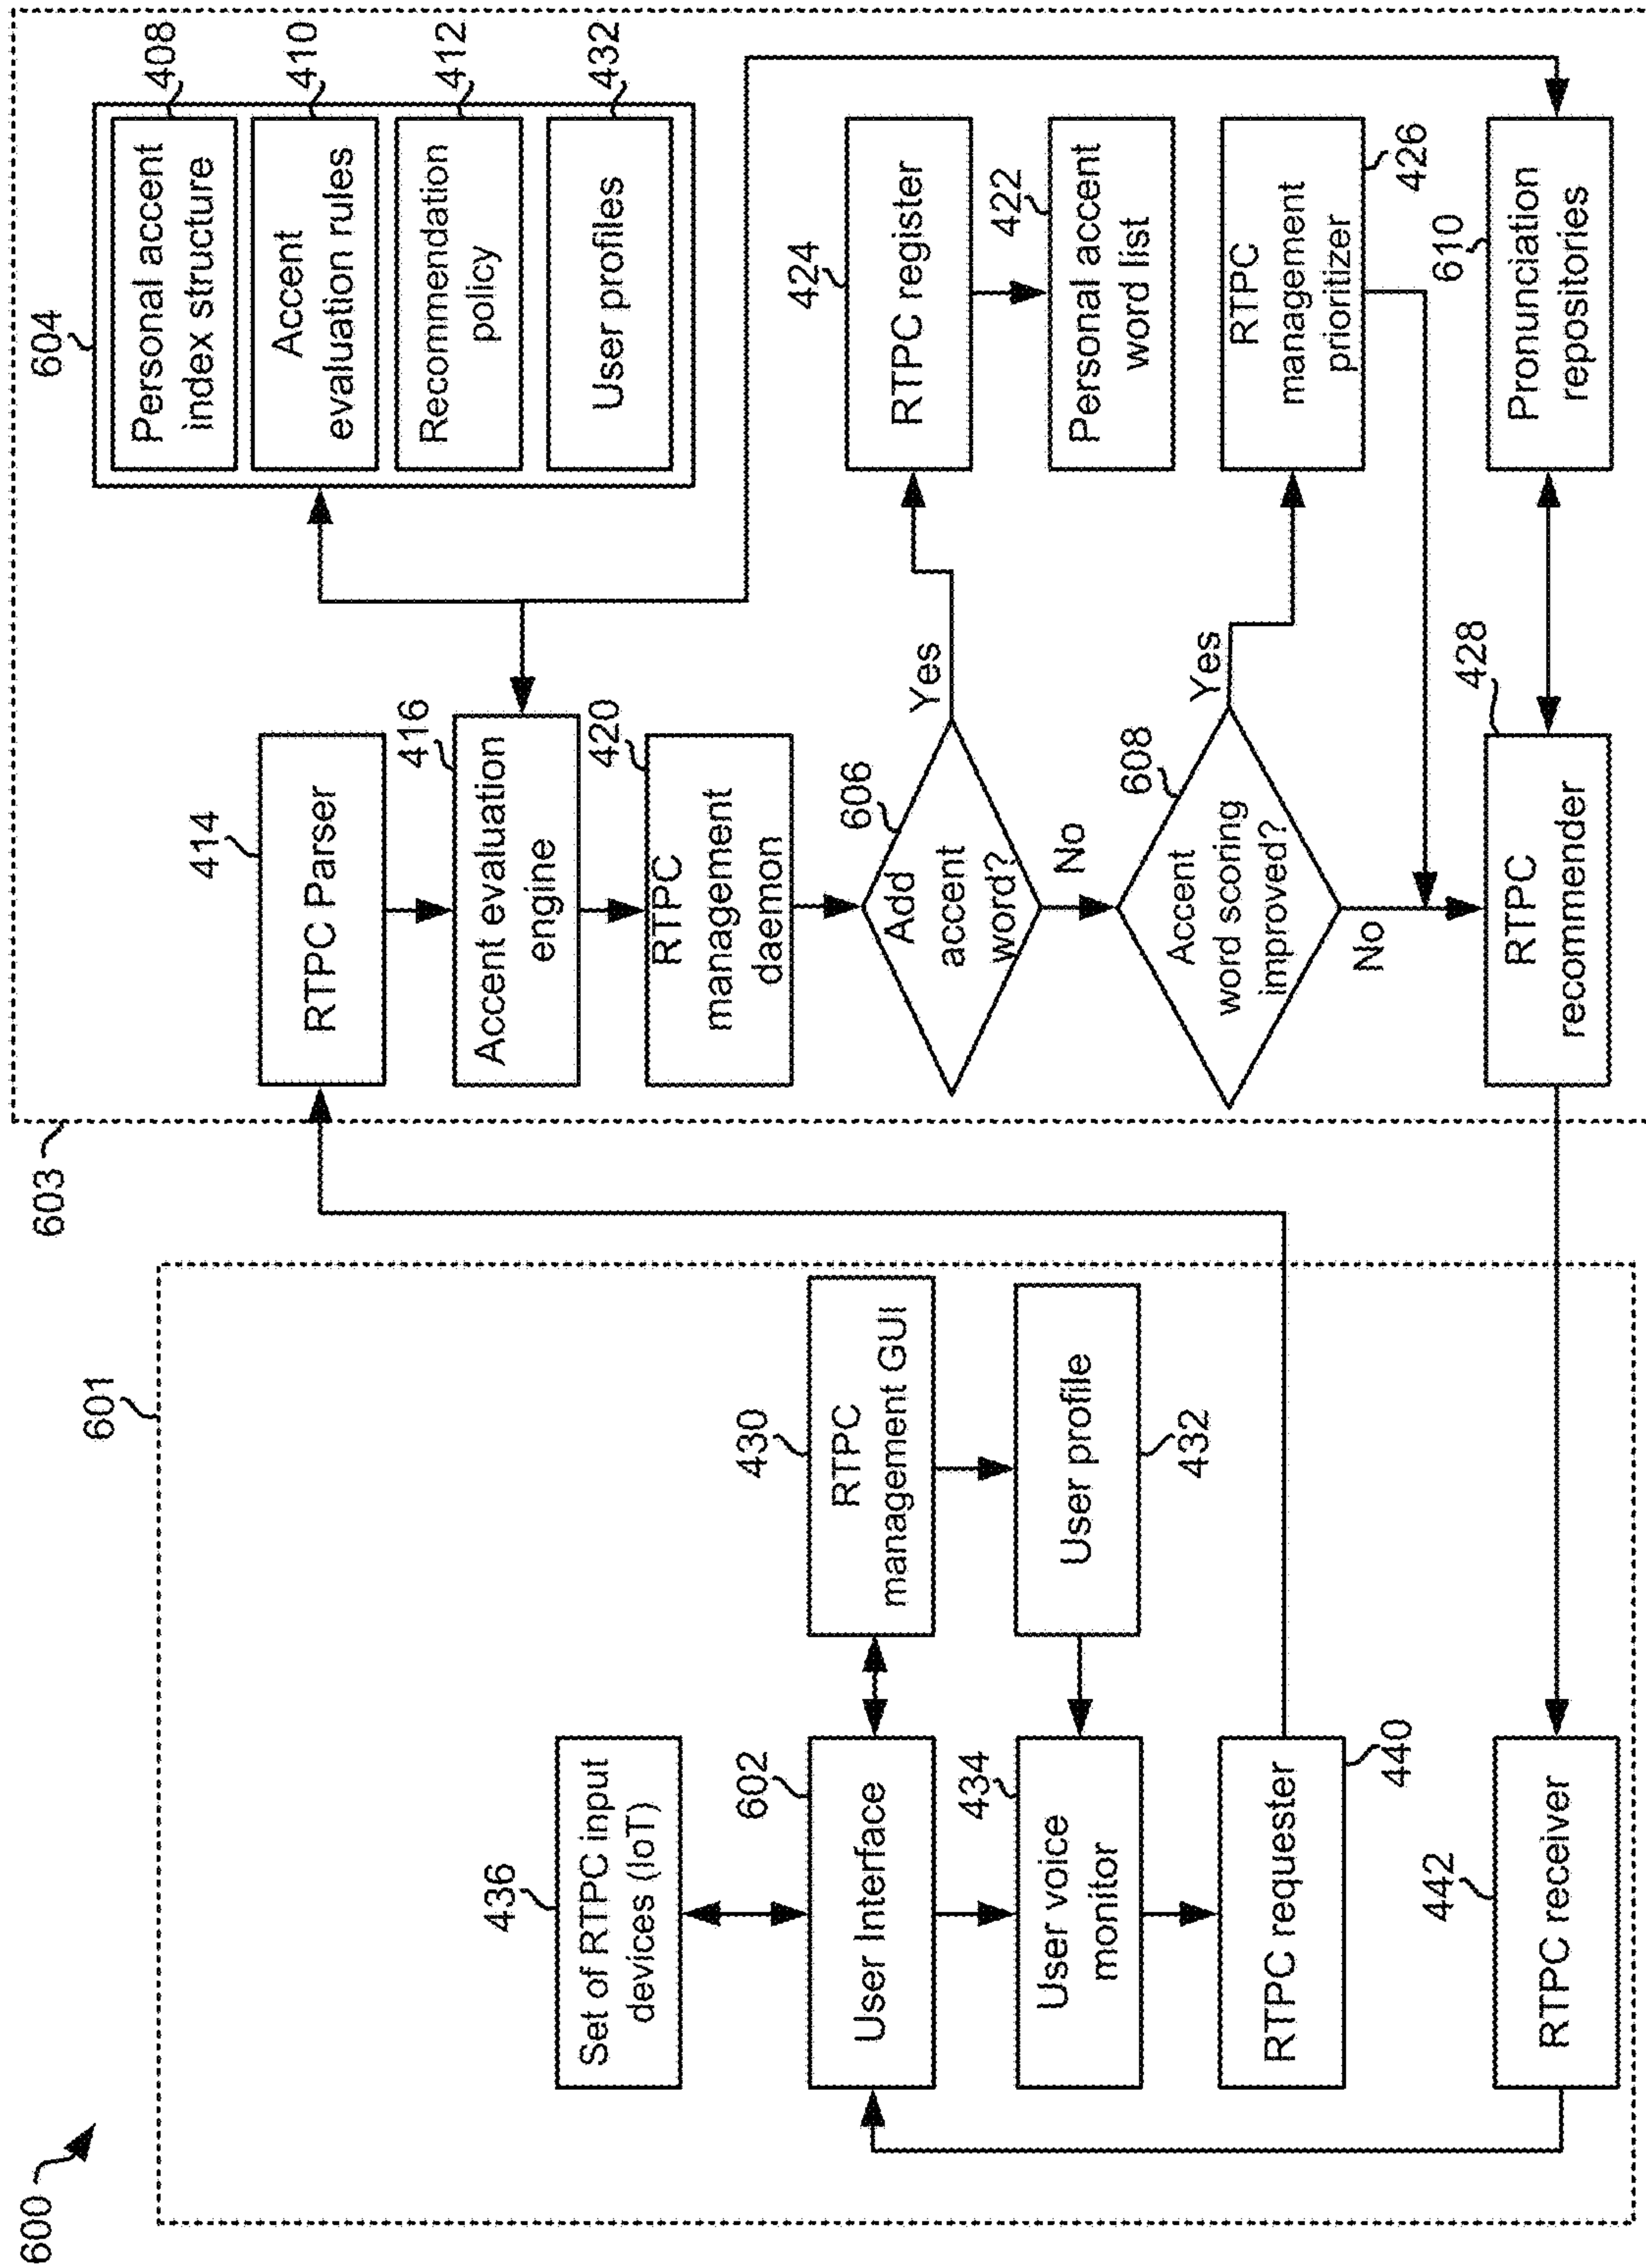 600
601
436
Set of RTPC input
devices (IoT)
602
User Interface
430
RTPC
management GUI
434
User voice
monitor
User profile
432
RTPC requester
440
442
RTPC receiver
603
414
RTPC Parser
416
Accent evaluation
engine
420
RTPC
management
daemon
606
Add
accent
word?
Yes
No
608
Accent
word scoring
improved?
Yes
No
428
RTPC
recommender
604
Personal accent
index structure
408
Accent
evaluation rules
410
Recommendation
policy
412
User profiles
432
424
RTPC register
422
Personal accent
word list
RTPC
management
prioritizer
426
610
Pronunciation
repositories